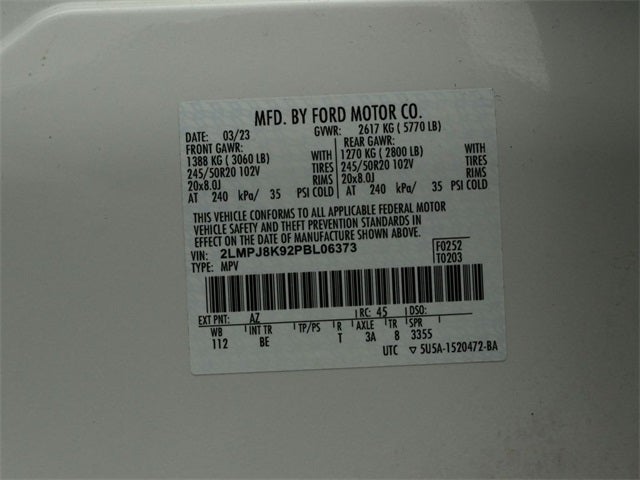 MFD. BY FORD MOTOR CO.
DATE: 03/23 GVWR: 2617 KG ( 5770 LB)
FRONT GAWR: REAR GAWR:
1388 KG ( 3060 LB) WITH 1270 KG ( 2800 LB) WITH
245/50R20 102V TIRES 245/50R20 102V TIRES
20x8.0J RIMS 20x8.0J RIMS
AT 240 kPa/ 35 PSI COLD AT 240 kPa/ 35 PSI COLD
THIS VEHICLE CONFORMS TO ALL APPLICABLE FEDERAL MOTOR
VEHICLE SAFETY AND THEFT PREVENTION STANDARDS IN
EFFECT ON THE DATE OF MANUFACTURE SHOWN ABOVE.
VIN: 2LMPJ8K92PBL06373 F0252
TYPE: MPV T0203
EXT PNT: AZ RC: 45 DSO:
WB INT TR TP/PS R AXLE TR SPR
112 BE T 3A 8 3355
UTC ▽ 5U5A-1520472-BA